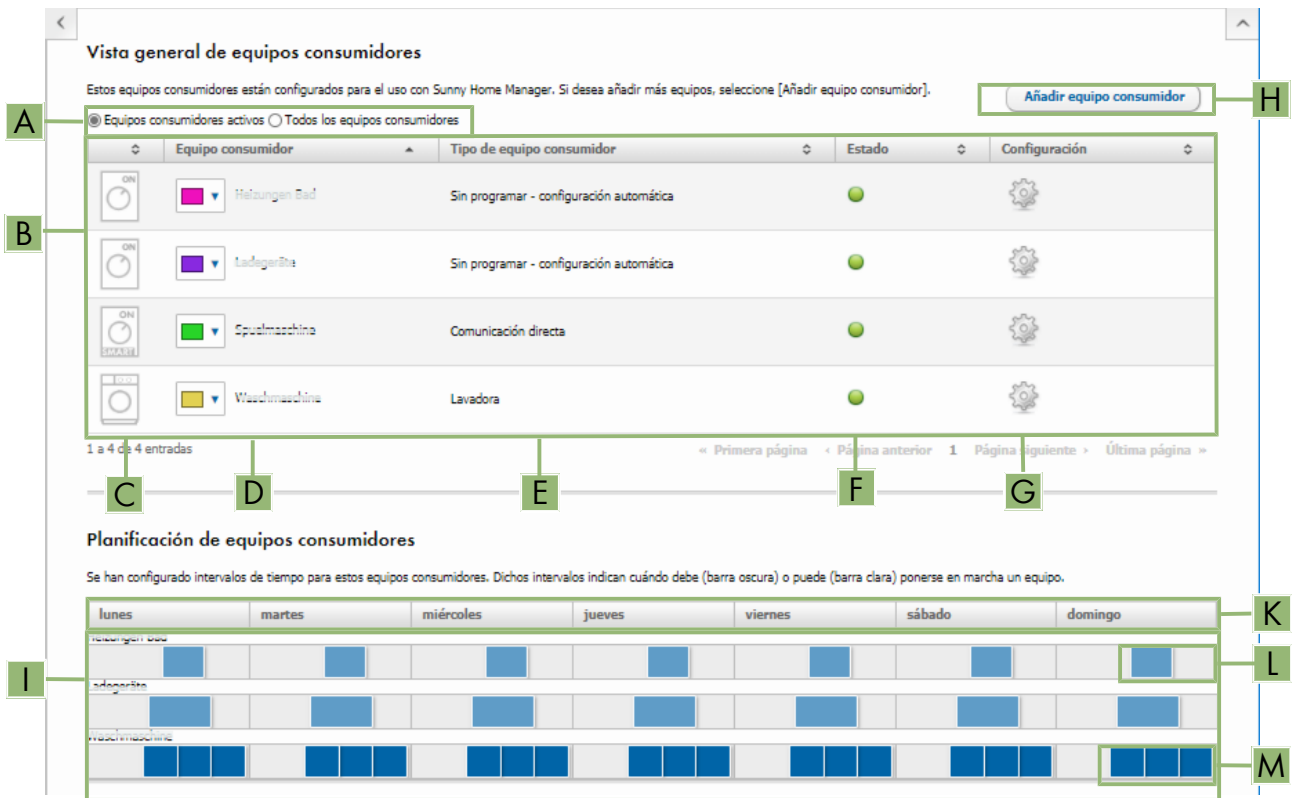 Vista general de equipos consumidores
Estos equipos consumidores están configurados para el uso con Sunny Home Manager. Si desea añadir más equipos, seleccione [Añadir equipo consumidor].
Añadir equipo consumidor
H
A
Equipos consumidores activos Todos los equipos consumidores
Equipo consumidor Tipo de equipo consumidor Estado Configuración
ON
Heizungen Bad Sin programar - configuración automática
B
ON
Ladegeräte Sin programar - configuración automática
ON
SMART
Spuelmaschine Comunicación directa
Waschmaschine Lavadora
1 a 4 de 4 entradas « Primera página ‹ Página anterior 1 Página siguiente › Última página »
C D E F G
Planificación de equipos consumidores
Se han configurado intervalos de tiempo para estos equipos consumidores. Dichos intervalos indican cuándo debe (barra oscura) o puede (barra clara) ponerse en marcha un equipo.
lunes martes miércoles jueves viernes sábado domingo
K
Heizungen Bad
L
I
Ladegeräte
Waschmaschine
M